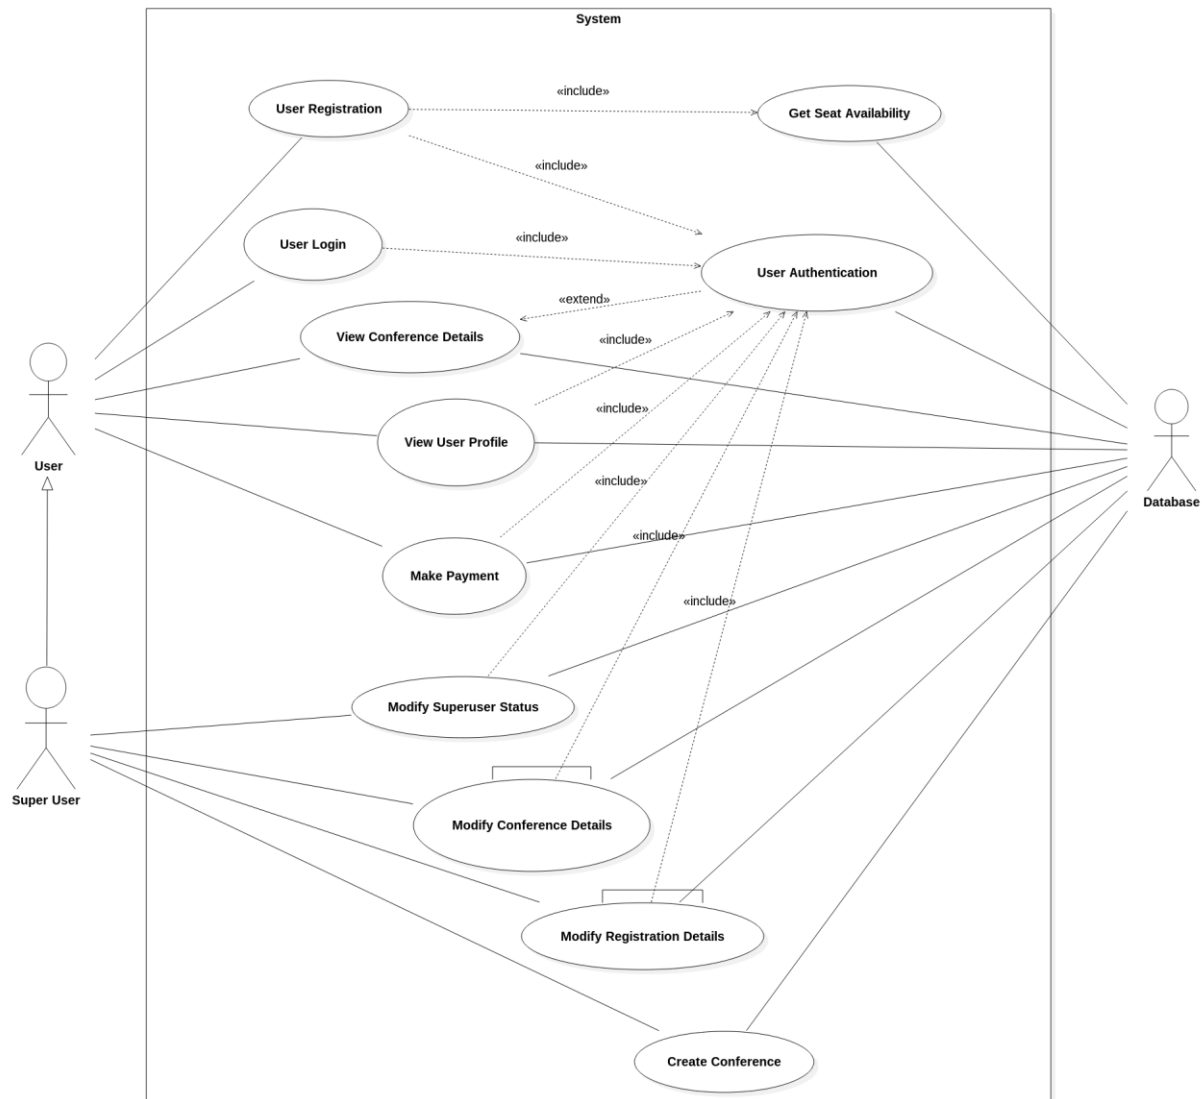 System
«include»
User Registration
Get Seat Availability
«include»
«include»
User Login
User Authentication
«extend»
View Conference Details
«include»
«include»
View User Profile
User
«include»
Database
«include»
Make Payment
«include»
Modify Superuser Status
Super User
Modify Conference Details
Modify Registration Details
Create Conference